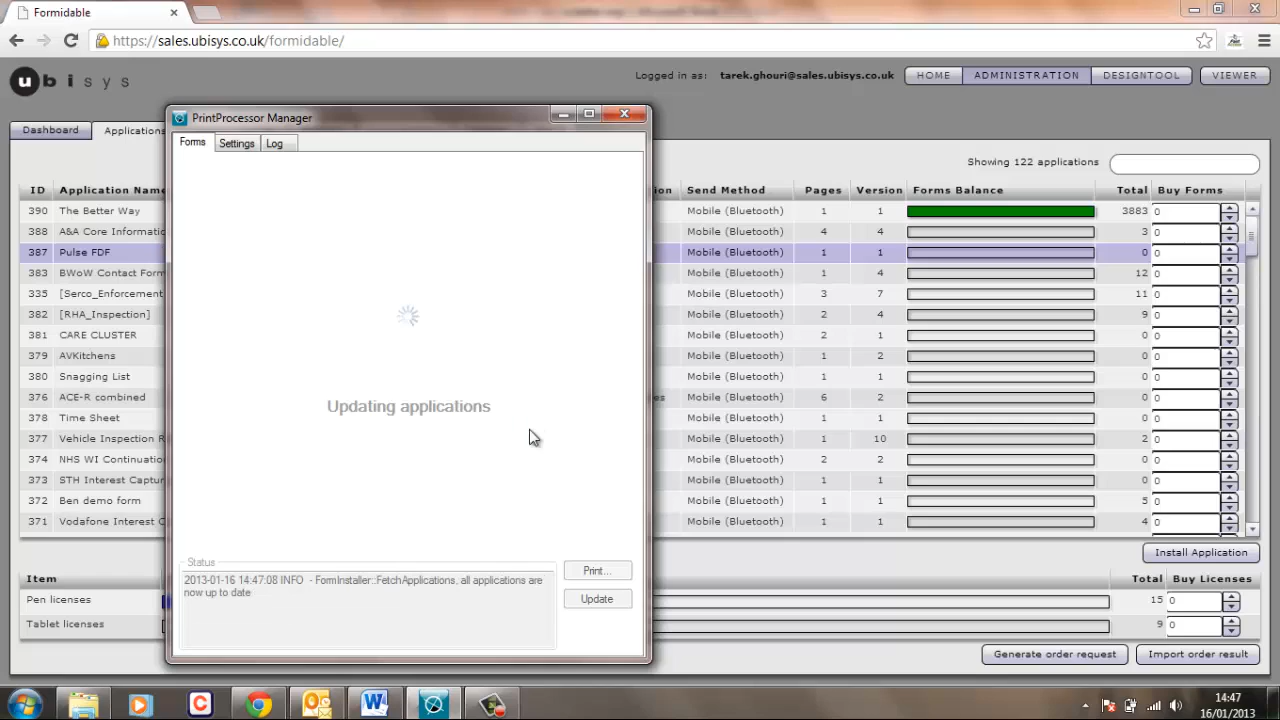 Formidable
https://sales.ubisys.co.uk/formidable/
ubisys
Logged in as: tarek.ghouri@sales.ubisys.co.uk
HOME ADMINISTRATION DESIGNTOOL VIEWER
Dashboard Applications
Showing 122 applications
PrintProcessor Manager
Forms Settings Log
Updating applications
Status
2013-01-16 14:47:08 INFO - FormInstaller::FetchApplications, all applications are
now up to date
Print...
Update
ID Application Name Send Method Pages Version Forms Balance Total Buy Forms
390 The Better Way Mobile (Bluetooth) 1 1 3883 0
388 A&A Core Informatio Mobile (Bluetooth) 4 4 3 0
387 Pulse FDF Mobile (Bluetooth) 1 1 0 0
383 BWoW Contact Form Mobile (Bluetooth) 1 4 12 0
335 [Serco_Enforcement Mobile (Bluetooth) 3 7 11 0
382 [RHA_Inspection] Mobile (Bluetooth) 2 4 9 0
381 CARE CLUSTER Mobile (Bluetooth) 2 1 0 0
379 AVKitchens Mobile (Bluetooth) 1 2 0 0
380 Snagging List Mobile (Bluetooth) 1 1 0 0
376 ACE-R combined Mobile (Bluetooth) 6 2 0 0
378 Time Sheet Mobile (Bluetooth) 1 1 0 0
377 Vehicle Inspection R Mobile (Bluetooth) 1 10 2 0
374 NHS WI Continuation Mobile (Bluetooth) 2 2 0 0
373 STH Interest Captur Mobile (Bluetooth) 1 1 0 0
372 Ben demo form Mobile (Bluetooth) 1 1 5 0
371 Vodafone Interest C Mobile (Bluetooth) 1 1 4 0
Install Application
Item Total Buy Licenses
Pen licenses 15 0
Tablet licenses 9 0
Generate order request Import order result
14:47
16/01/2013